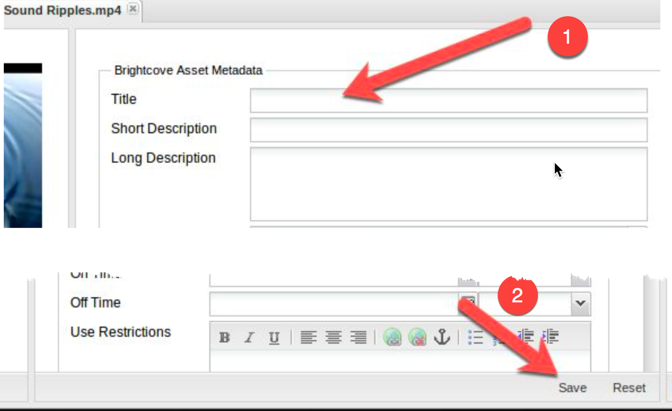 Sound Ripples.mp4
1
Brightcove Asset Metadata
Title
Short Description
Long Description
Off Time
2
Use Restrictions
B I U
Save Reset